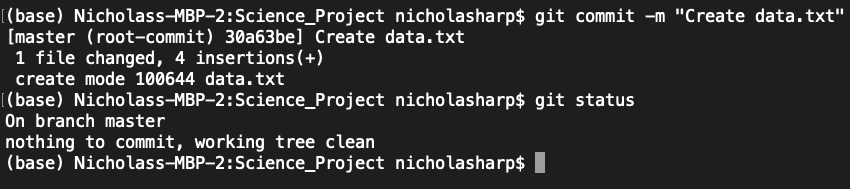 (base) Nicholass-MBP-2:Science_Project nicholasharp$ git commit -m "Create data.txt"
[master (root-commit) 30a63be] Create data.txt
 1 file changed, 4 insertions(+)
 create mode 100644 data.txt
(base) Nicholass-MBP-2:Science_Project nicholasharp$ git status
On branch master
nothing to commit, working tree clean
(base) Nicholass-MBP-2:Science_Project nicholasharp$